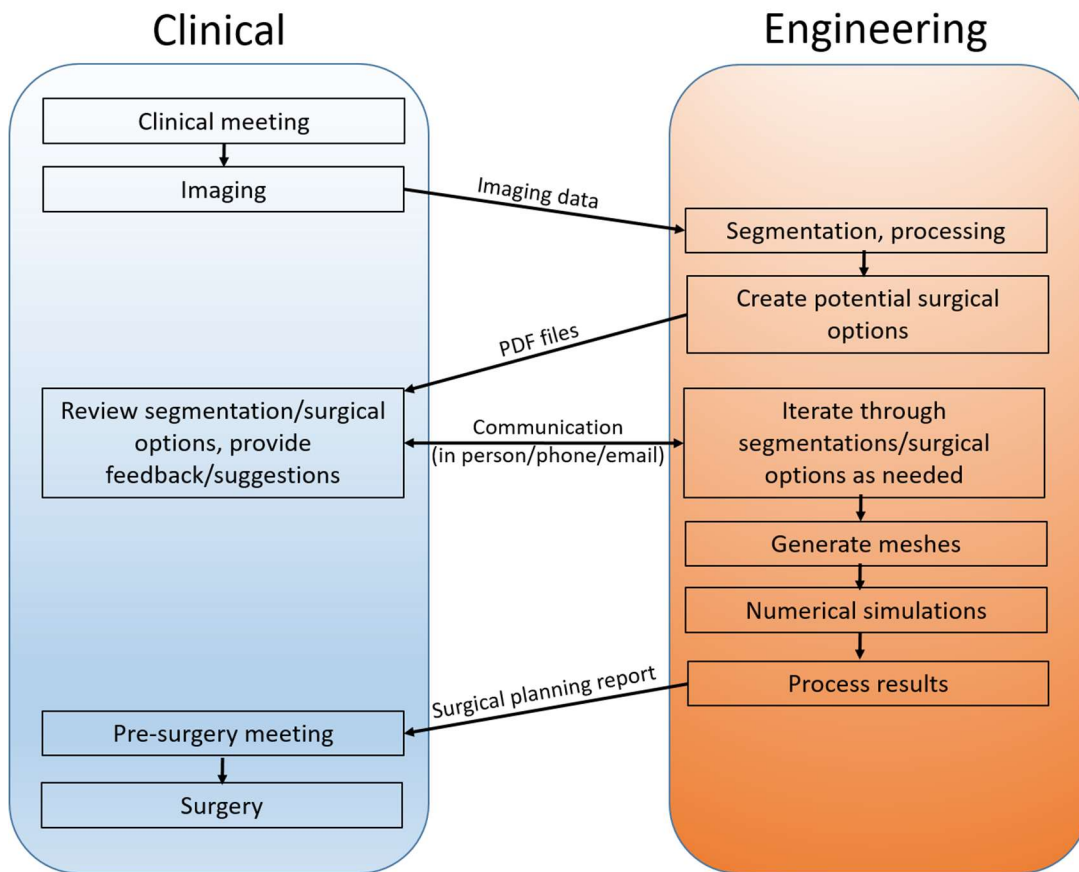 Clinical
Engineering
Clinical meeting
Imaging
Imaging data
Segmentation, processing
Create potential surgical
options
PDF files
Review segmentation/surgical
options, provide
feedback/suggestions
Communication
(in person/phone/email)
Iterate through
segmentations/surgical
options as needed
Generate meshes
Numerical simulations
Process results
Surgical planning report
Pre-surgery meeting
Surgery